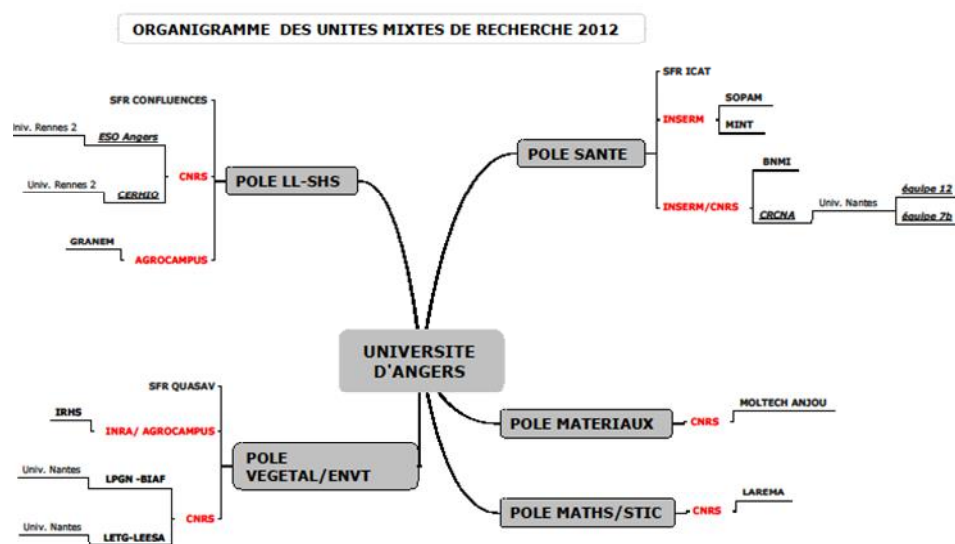 ORGANIGRAMME DES UNITES MIXTES DE RECHERCHE 2012
SFR CONFLUENCES
Univ. Rennes 2
ESO Angers
CNRS
Univ. Rennes 2
CERHIO
GRANEM
AGROCAMPUS
POLE LL-SHS
SFR ICAT
SOPAM
INSERM
MINT
POLE SANTE
BNMI
INSERM/CNRS
CRCNA
Univ. Nantes
équipe 12
équipe 7b
UNIVERSITE
D'ANGERS
SFR QUASAV
IRHS
INRA/ AGROCAMPUS
POLE
VEGETAL/ENVT
Univ. Nantes
LPGN -BIAF
CNRS
Univ. Nantes
LETG-LEESA
POLE MATERIAUX
CNRS
MOLTECH ANJOU
POLE MATHS/STIC
CNRS
LAREMA